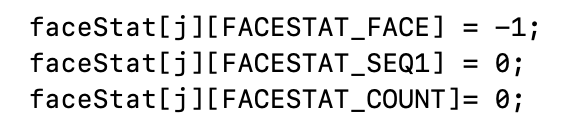 faceStat[j][FACESTAT_FACE] = -1;
faceStat[j][FACESTAT_SEQ1] = 0;
faceStat[j][FACESTAT_COUNT]= 0;